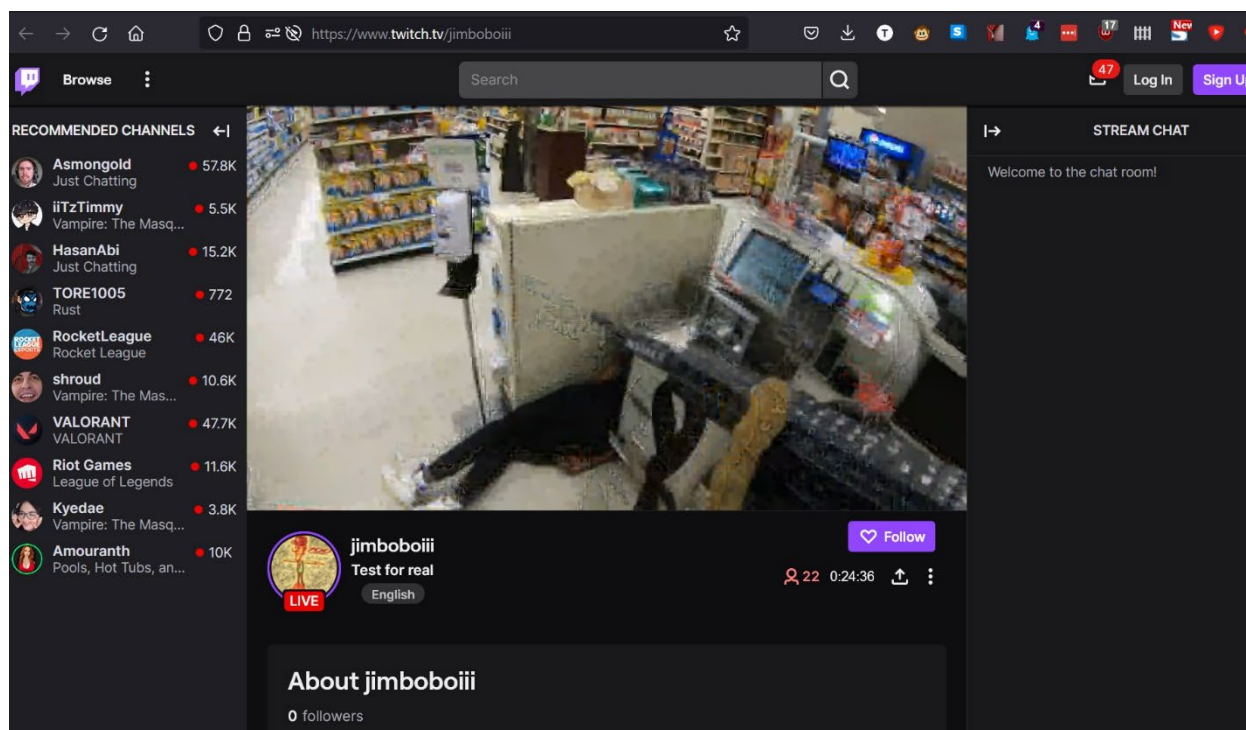 https://www.twitch.tv/jimboboiii
4
17
New
Browse
Search
47
Log In
Sign U
RECOMMENDED CHANNELS
STREAM CHAT
Asmongold 57.8K
Just Chatting
Welcome to the chat room!
iiTzTimmy 5.5K
Vampire: The Masq...
HasanAbi 15.2K
Just Chatting
TORE1005 772
Rust
RocketLeague 46K
Rocket League
shroud 10.6K
Vampire: The Mas...
VALORANT 47.7K
VALORANT
Riot Games 11.6K
League of Legends
Kyedae 3.8K
Vampire: The Masq...
Amouranth 10K
Pools, Hot Tubs, an...
jimboboiii
Follow
Test for real
22 0:24:36
English
LIVE
About jimboboiii
0 followers